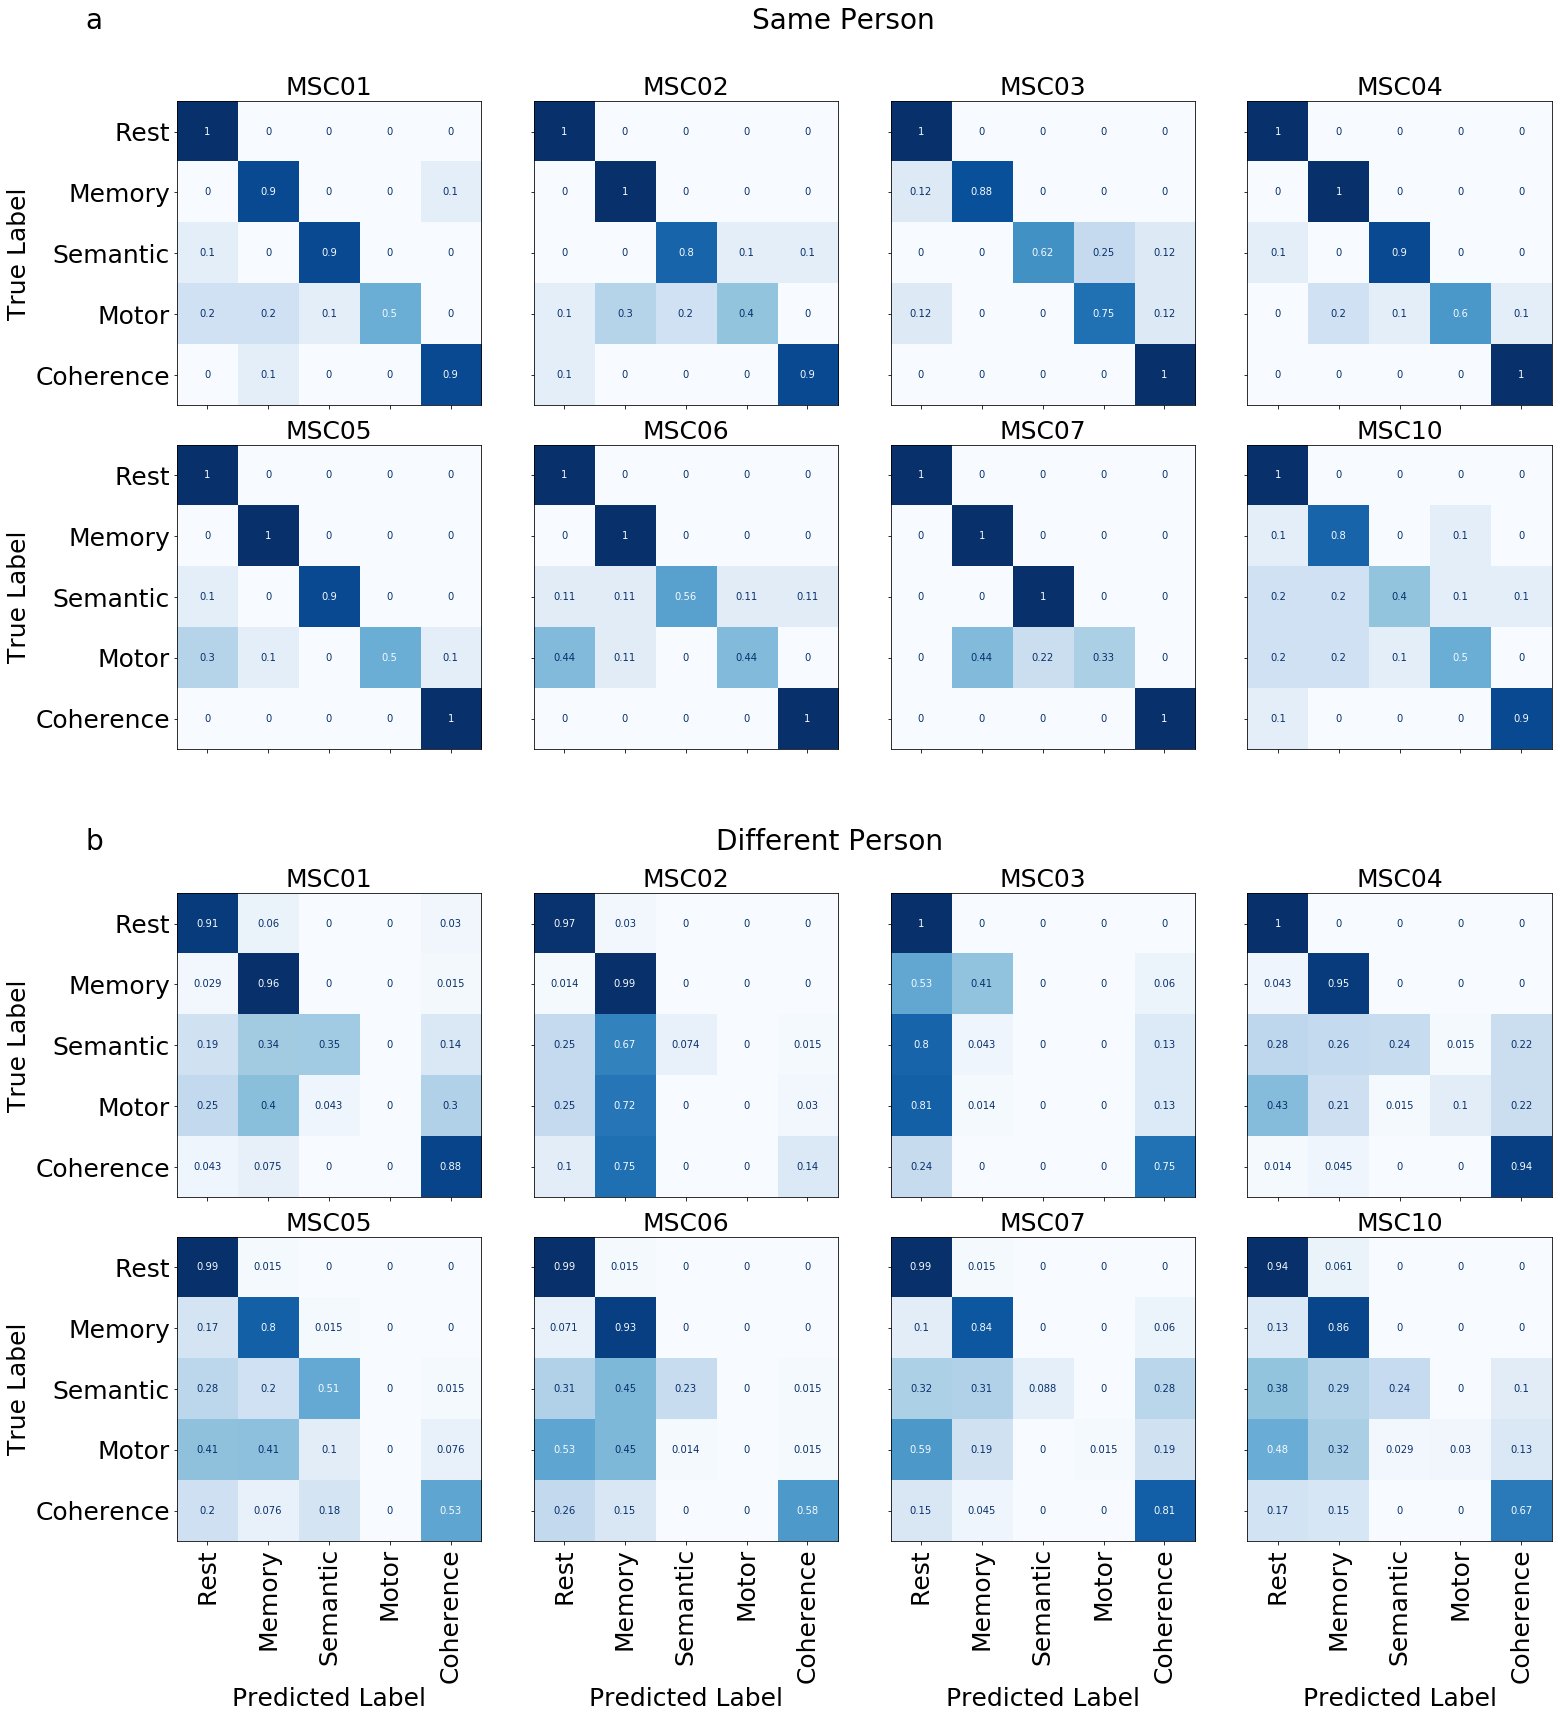 a
Same Person
MSC01 MSC02 MSC03 MSC04
Rest 1 0 0 0 0 1 0 0 0 0 1 0 0 0 0 1 0 0 0 0
Memory 0 0.9 0 0 0.1 0 1 0 0 0 0.12 0.88 0 0 0 0 1 0 0 0
Semantic 0.1 0 0.9 0 0 0 0 0.8 0.1 0.1 0 0 0.62 0.25 0.12 0.1 0 0.9 0 0
Motor 0.2 0.2 0.1 0.5 0 0.1 0.3 0.2 0.4 0 0.12 0 0 0.75 0.12 0 0.2 0.1 0.6 0.1
Coherence 0 0.1 0 0 0.9 0.1 0 0 0 0.9 0 0 0 0 1 0 0 0 0 1
True Label
MSC05 MSC06 MSC07 MSC10
Rest 1 0 0 0 0 1 0 0 0 0 1 0 0 0 0 1 0 0 0 0
Memory 0 1 0 0 0 0 1 0 0 0 0 1 0 0 0 0.1 0.8 0 0.1 0
Semantic 0.1 0 0.9 0 0 0.11 0.11 0.56 0.11 0.11 0 0 1 0 0 0.2 0.2 0.4 0.1 0.1
Motor 0.3 0.1 0 0.5 0.1 0.44 0.11 0 0.44 0 0 0.44 0.22 0.33 0 0.2 0.2 0.1 0.5 0
Coherence 0 0 0 0 1 0 0 0 0 1 0 0 0 0 1 0.1 0 0 0 0.9
True Label
b
Different Person
MSC01 MSC02 MSC03 MSC04
Rest 0.91 0.06 0 0 0.03 0.97 0.03 0 0 0 1 0 0 0 0 1 0 0 0 0
Memory 0.029 0.96 0 0 0.015 0.014 0.99 0 0 0 0.53 0.41 0 0 0.06 0.043 0.95 0 0 0
Semantic 0.19 0.34 0.35 0 0.14 0.25 0.67 0.074 0 0.015 0.8 0.043 0 0 0.13 0.28 0.26 0.24 0.015 0.22
Motor 0.25 0.4 0.043 0 0.3 0.25 0.72 0 0 0.03 0.81 0.014 0 0 0.13 0.43 0.21 0.015 0.1 0.22
Coherence 0.043 0.075 0 0 0.88 0.1 0.75 0 0 0.14 0.24 0 0 0 0.75 0.014 0.045 0 0 0.94
True Label
MSC05 MSC06 MSC07 MSC10
Rest 0.99 0.015 0 0 0 0.99 0.015 0 0 0 0.99 0.015 0 0 0 0.94 0.061 0 0 0
Memory 0.17 0.8 0.015 0 0 0.071 0.93 0 0 0 0.1 0.84 0 0 0.06 0.13 0.86 0 0 0
Semantic 0.28 0.2 0.51 0 0.015 0.31 0.45 0.23 0 0.015 0.32 0.31 0.088 0 0.28 0.38 0.29 0.24 0 0.1
Motor 0.41 0.41 0.1 0 0.076 0.53 0.45 0.014 0 0.015 0.59 0.19 0 0.015 0.19 0.48 0.32 0.029 0.03 0.13
Coherence 0.2 0.076 0.18 0 0.53 0.26 0.15 0 0 0.58 0.15 0.045 0 0 0.81 0.17 0.15 0 0 0.67
True Label
Rest Memory Semantic Motor Coherence Rest Memory Semantic Motor Coherence Rest Memory Semantic Motor Coherence Rest Memory Semantic Motor Coherence
Predicted Label Predicted Label Predicted Label Predicted Label